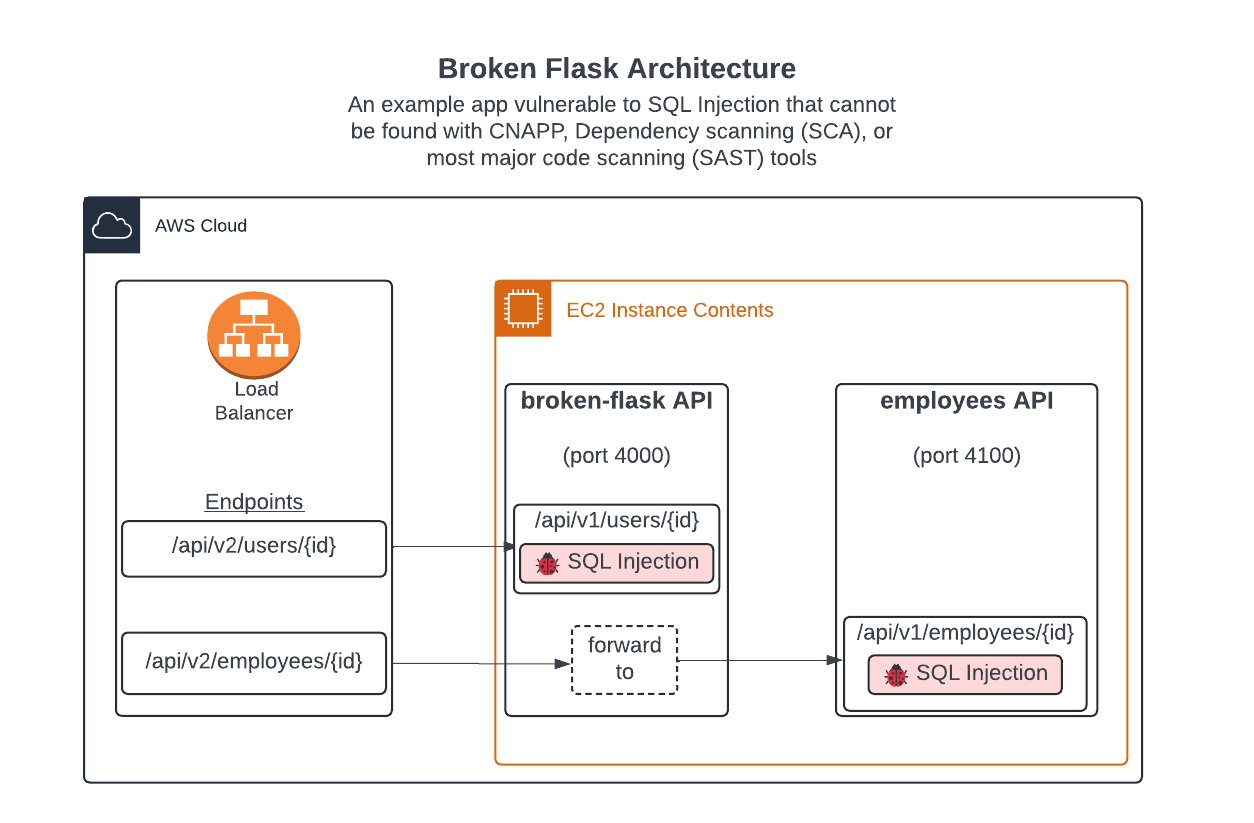 Broken Flask Architecture
An example app vulnerable to SQL Injection that cannot
be found with CNAPP, Dependency scanning (SCA), or
most major code scanning (SAST) tools
AWS Cloud
Load
Balancer
Endpoints
/api/v2/users/{id}
/api/v2/employees/{id}
EC2 Instance Contents
broken-flask API
(port 4000)
/api/v1/users/{id}
SQL Injection
forward
to
employees API
(port 4100)
/api/v1/employees/{id}
SQL Injection